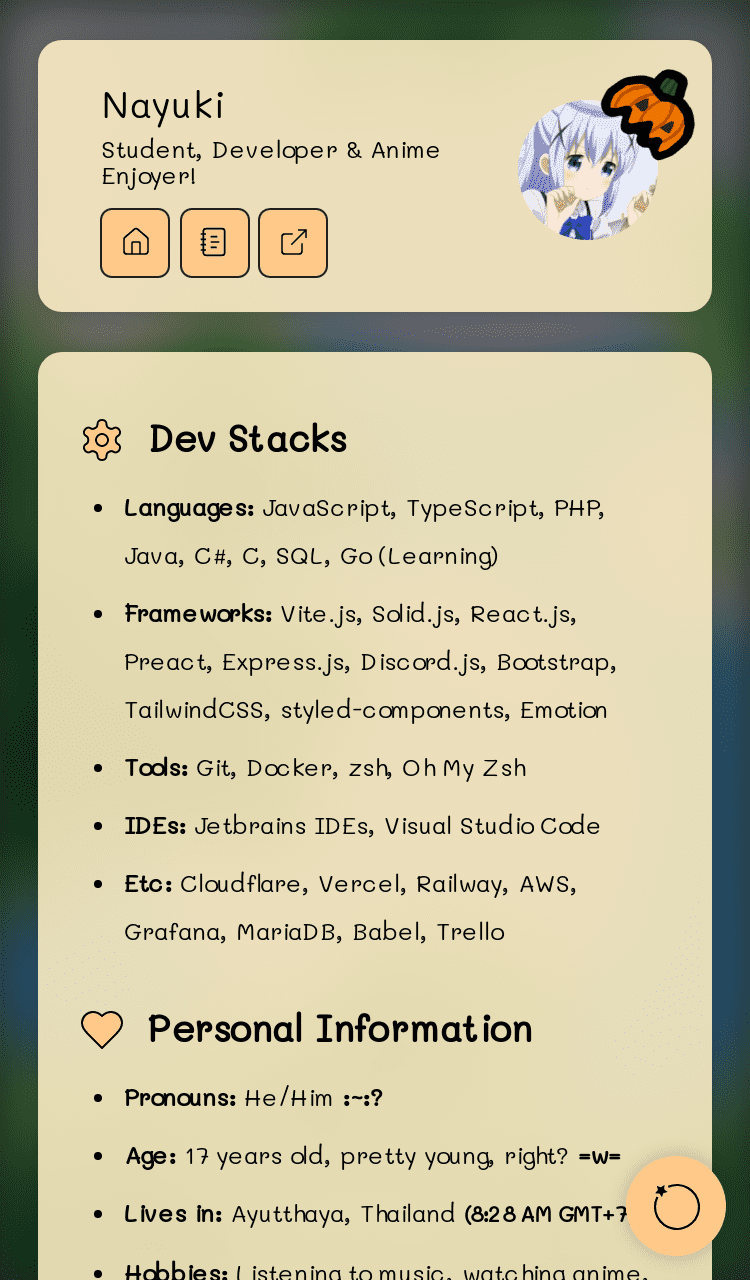 Nayuki
Student, Developer & Anime
Enjoyer!
Dev Stacks
Languages: JavaScript, TypeScript, PHP,
Java, C#, C, SQL, Go (Learning)
Frameworks: Vite.js, Solid.js, React.js,
Preact, Express.js, Discord.js, Bootstrap,
TailwindCSS, styled-components, Emotion
Tools: Git, Docker, zsh, Oh My Zsh
IDEs: Jetbrains IDEs, Visual Studio Code
Etc: Cloudflare, Vercel, Railway, AWS,
Grafana, MariaDB, Babel, Trello
Personal Information
Pronouns: He/Him :~:?
Age: 17 years old, pretty young, right? =w=
Lives in: Ayutthaya, Thailand (8:28 AM GMT+7
Hobbies: Listening to music, watching anime,